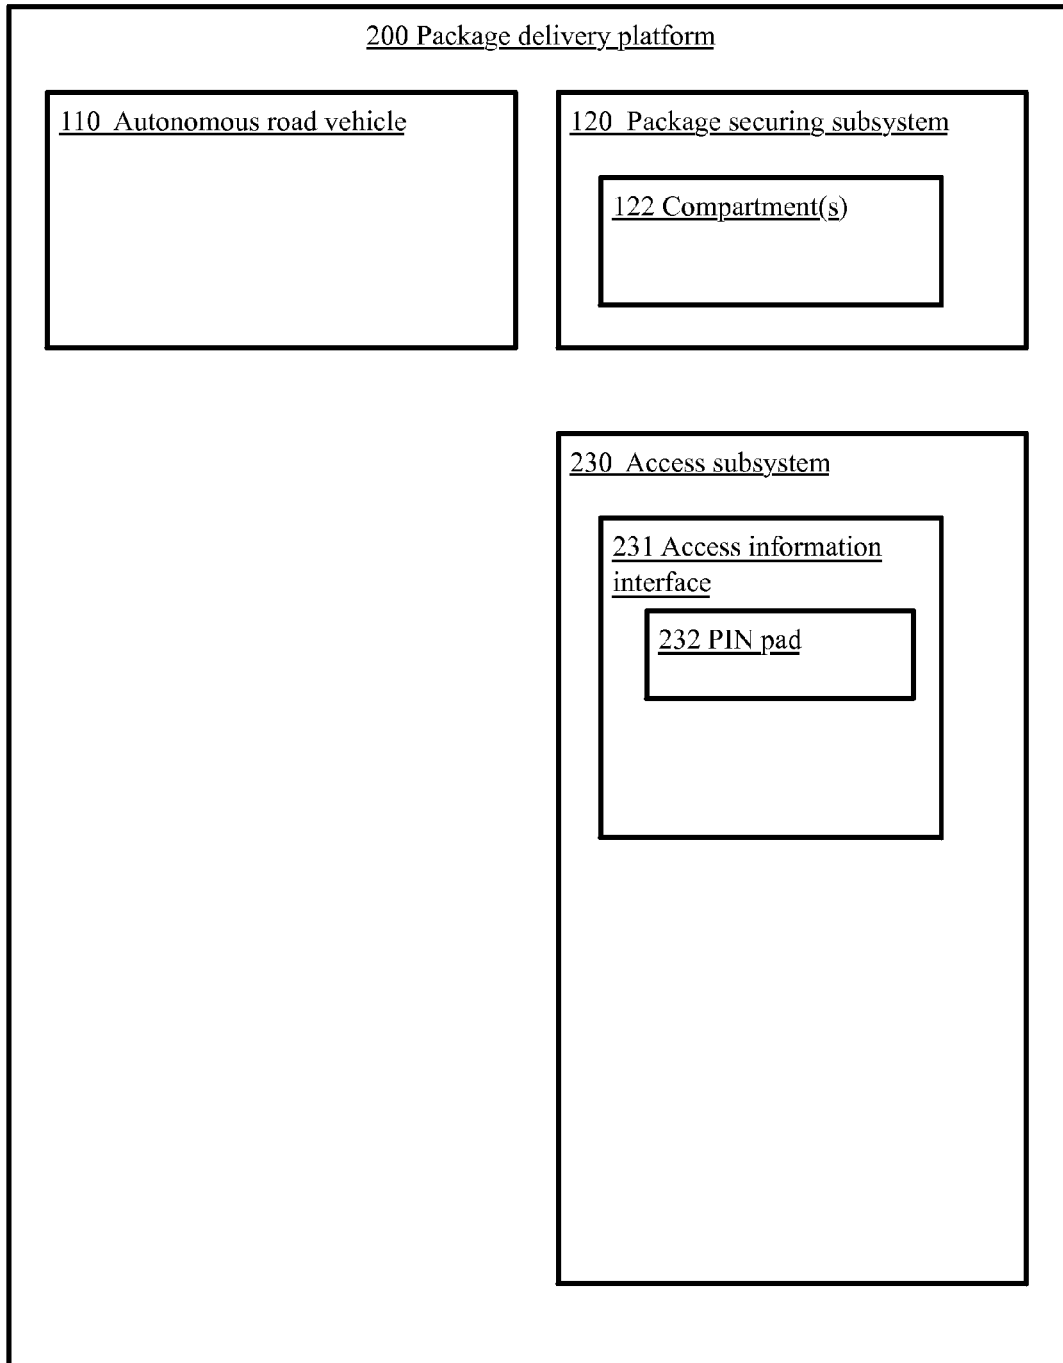 200 Package delivery platform
110 Autonomous road vehicle
120 Package securing subsystem
122 Compartment(s)
230 Access subsystem
231 Access information
interface
232 PIN pad